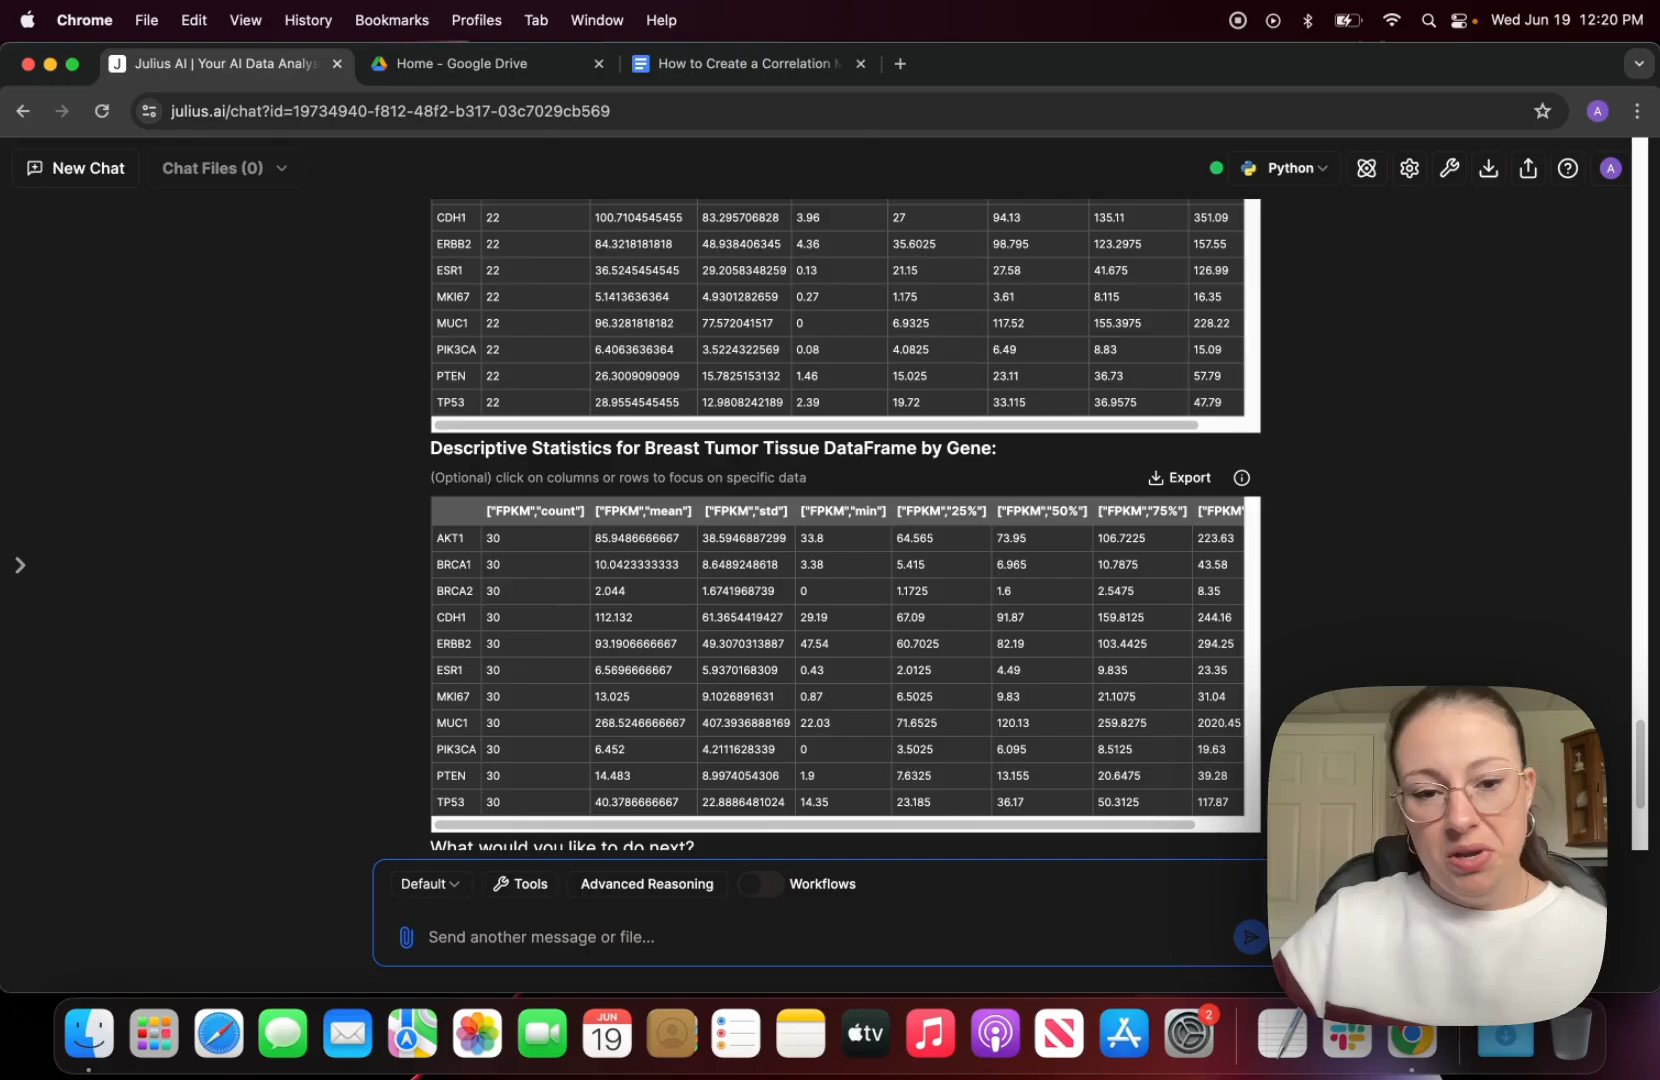 Chrome File Edit View History Bookmarks Profiles Tab Window Help Wed Jun 19 12:20 PM
Julius AI | Your AI Data Analys Home - Google Drive How to Create a Correlation M
julius.ai/chat?id=19734940-f812-48f2-b317-03c7029cb569 A
New Chat Chat Files (0) Python A
CDH1 22 100.7104545455 83.295706828 3.96 27 94.13 135.11 351.09
ERBB2 22 84.3218181818 48.938406345 4.36 35.6025 98.795 123.2975 157.55
ESR1 22 36.5245454545 29.2058348259 0.13 21.15 27.58 41.675 126.99
MKI67 22 5.1413636364 4.9301282659 0.27 1.175 3.61 8.115 16.35
MUC1 22 96.3281818182 77.572041517 0 6.9325 117.52 155.3975 228.22
PIK3CA 22 6.4063636364 3.5224322569 0.08 4.0825 6.49 8.83 15.09
PTEN 22 26.3009090909 15.7825153132 1.46 15.025 23.11 36.73 57.79
TP53 22 28.9554545455 12.9808242189 2.39 19.72 33.115 36.9575 47.79
Descriptive Statistics for Breast Tumor Tissue DataFrame by Gene:
(Optional) click on columns or rows to focus on specific data Export
["FPKM","count"] ["FPKM","mean"] ["FPKM","std"] ["FPKM","min"] ["FPKM","25%"] ["FPKM","50%"] ["FPKM","75%"] ["FPKM"
AKT1 30 85.9486666667 38.5946887299 33.8 64.565 73.95 106.7225 223.63
BRCA1 30 10.0423333333 8.6489248618 3.38 5.415 6.965 10.7875 43.58
BRCA2 30 2.044 1.6741968739 0 1.1725 1.6 2.5475 8.35
CDH1 30 112.132 61.3654419427 29.19 67.09 91.87 159.8125 244.16
ERBB2 30 93.1906666667 49.3070313887 47.54 60.7025 82.19 103.4425 294.25
ESR1 30 6.5696666667 5.9370168309 0.43 2.0125 4.49 9.835 23.35
MKI67 30 13.025 9.1026891631 0.87 6.5025 9.83 21.1075 31.04
MUC1 30 268.5246666667 407.3936888169 22.03 71.6525 120.13 259.8275 2020.45
PIK3CA 30 6.452 4.2111628339 0 3.5025 6.095 8.5125 19.63
PTEN 30 14.483 8.9974054306 1.9 7.6325 13.155 20.6475 39.28
TP53 30 40.3786666667 22.8886481024 14.35 23.185 36.17 50.3125 117.87
What would you like to do next?
Default Tools Advanced Reasoning Workflows
Send another message or file...
JUN
19
tv
2